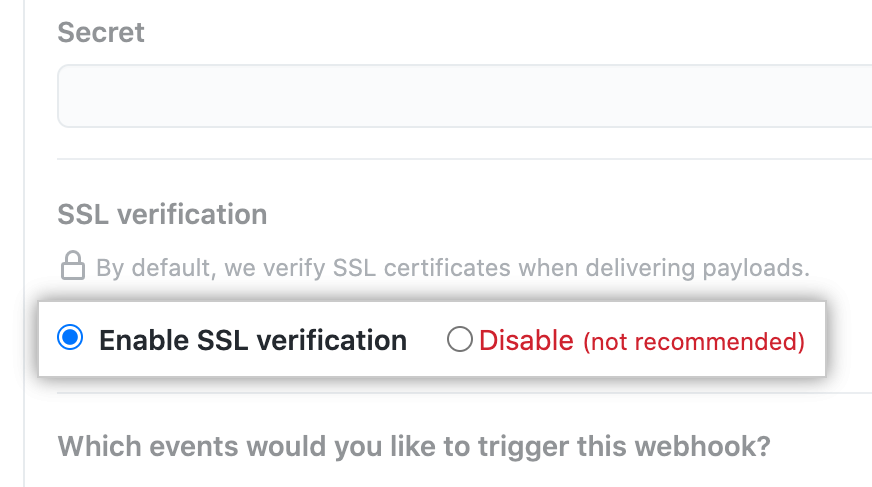 Secret
SSL verification
By default, we verify SSL certificates when delivering payloads.
Enable SSL verification Disable (not recommended)
Which events would you like to trigger this webhook?